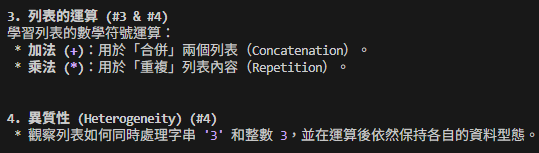 3. 列表的運算 (#3 & #4)
學習列表的數學符號運算：
* 加法 (+)：用於「合併」兩個列表 (Concatenation) 。
* 乘法 (*)：用於「重複」列表內容 (Repetition) 。
4. 異質性 (Heterogeneity) (#4)
* 觀察列表如何同時處理字串 '3' 和整數 3，並在運算後依然保持各自的資料型態。